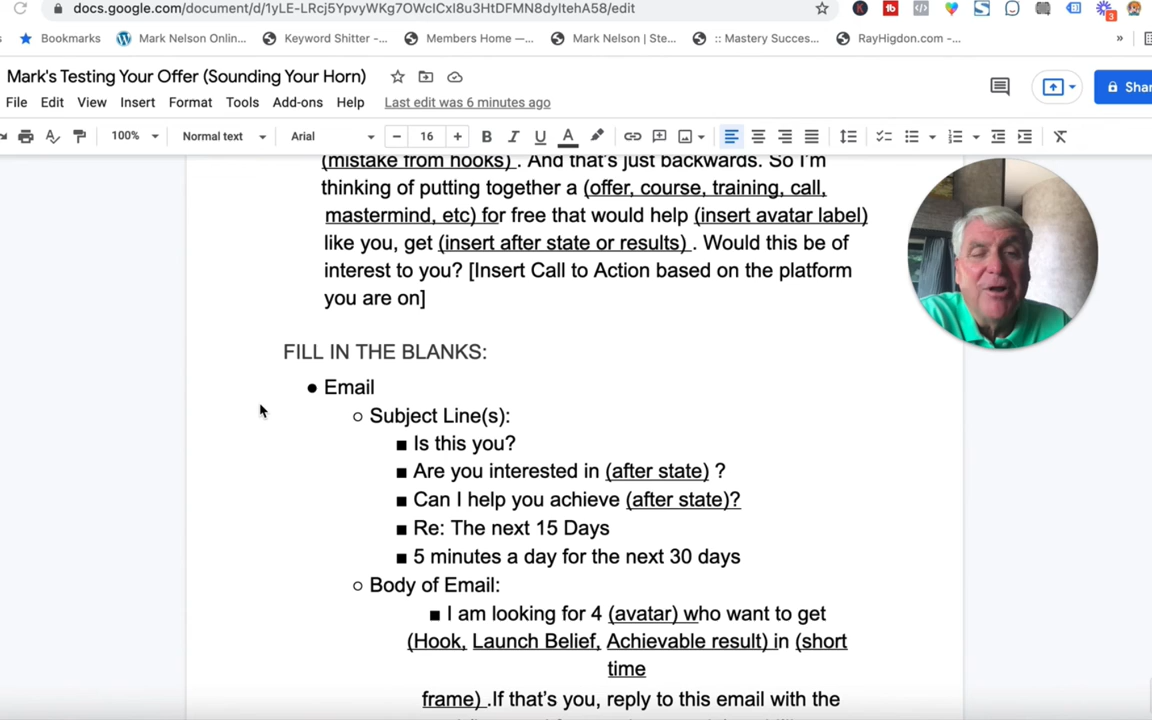 docs.google.com/document/d/1yLE-LRcj5YpvyWKg7OWcICxI8u3HtDFMN8dyItehA58/edit
Bookmarks Mark Nelson Onlin... Keyword Shitter -... Members Home —... Mark Nelson | Ste... :: Mastery Succes... RayHigdon.com -... »
Mark's Testing Your Offer (Sounding Your Horn)
File Edit View Insert Format Tools Add-ons Help Last edit was 6 minutes ago
Shar
100% Normal text Arial − 16 + B I U A
(mistake from hooks) . And that's just backwards. So I'm
thinking of putting together a (offer, course, training, call,
mastermind, etc) for free that would help (insert avatar label)
like you, get (insert after state or results) . Would this be of
interest to you? [Insert Call to Action based on the platform
you are on]
FILL IN THE BLANKS:
● Email
○ Subject Line(s):
■ Is this you?
■ Are you interested in (after state) ?
■ Can I help you achieve (after state)?
■ Re: The next 15 Days
■ 5 minutes a day for the next 30 days
○ Body of Email:
■ I am looking for 4 (avatar) who want to get
(Hook, Launch Belief, Achievable result) in (short
time
frame) .If that's you, reply to this email with the